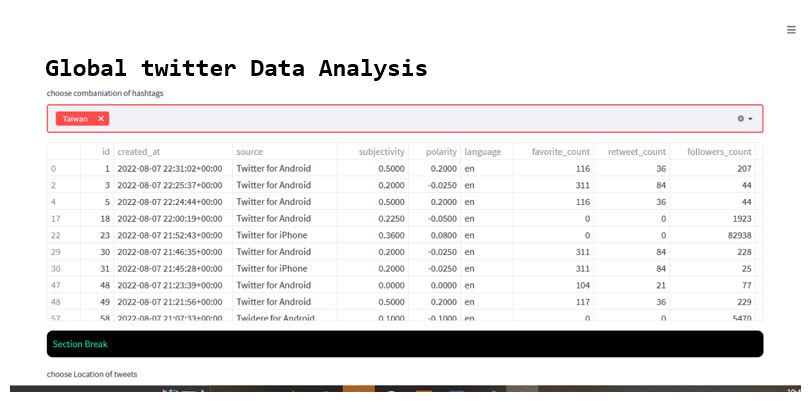 Global twitter Data Analysis
choose combaniation of hashtags
Taiwan ×
id created_at source subjectivity polarity language favorite_count retweet_count followers_count
0 1 2022-08-07 22:31:02+00:00 Twitter for Android 0.5000 0.2000 en 116 36 207
2 3 2022-08-07 22:25:37+00:00 Twitter for Android 0.2000 -0.0250 en 311 84 44
4 5 2022-08-07 22:24:44+00:00 Twitter for Android 0.5000 0.2000 en 116 36 44
17 18 2022-08-07 22:00:19+00:00 Twitter for Android 0.2250 -0.0500 en 0 0 1923
22 23 2022-08-07 21:52:43+00:00 Twitter for iPhone 0.3600 0.0800 en 0 0 82938
29 30 2022-08-07 21:46:35+00:00 Twitter for Android 0.2000 -0.0250 en 311 84 228
30 31 2022-08-07 21:45:28+00:00 Twitter for iPhone 0.2000 -0.0250 en 311 84 25
47 48 2022-08-07 21:23:39+00:00 Twitter for Android 0.0000 0.0000 en 104 21 77
48 49 2022-08-07 21:21:56+00:00 Twitter for Android 0.5000 0.2000 en 117 36 229
57 58 2022-08-07 21:07:33+00:00 Twidere for Android 0.1000 -0.1000 en 0 0 5470
Section Break
choose Location of tweets